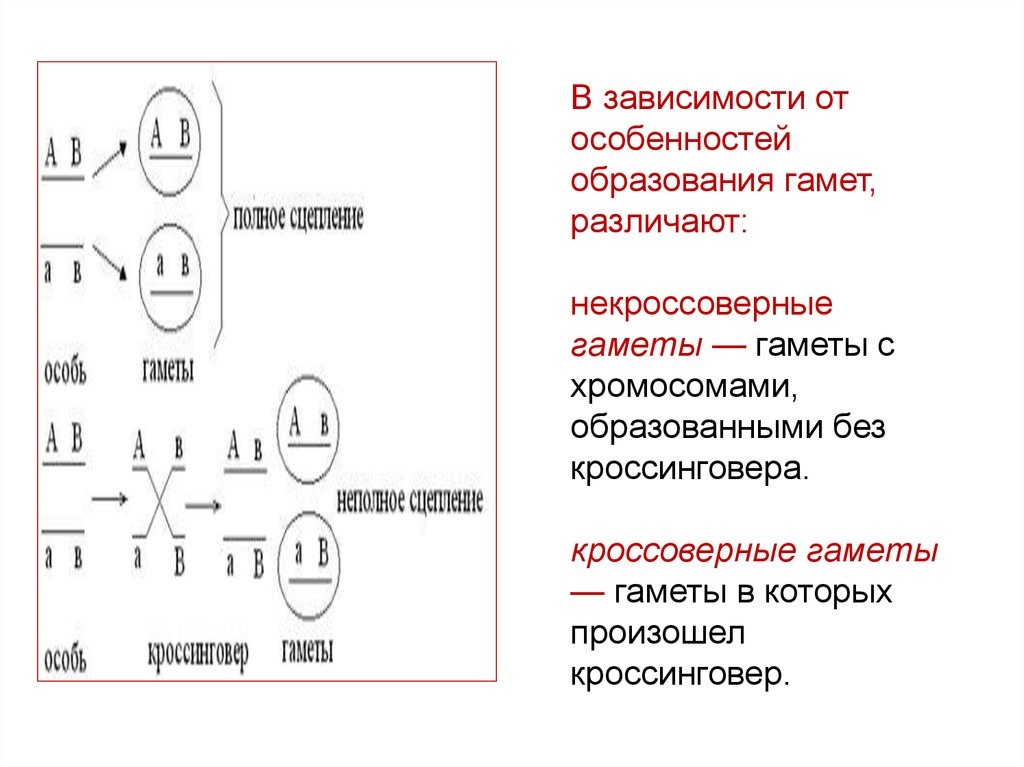 А В
А В
полное сцепление
а в
а в
особь
гаметы
А В
А в
А в
А в
неполное сцепление
а в
а В
а В
а В
особь
кроссинговер
гаметы
В зависимости от
особенностей
образования гамет,
различают:
некроссоверные
гаметы — гаметы с
хромосомами,
образованными без
кроссинговера.
кроссоверные гаметы
— гаметы в которых
произошел
кроссинговер.